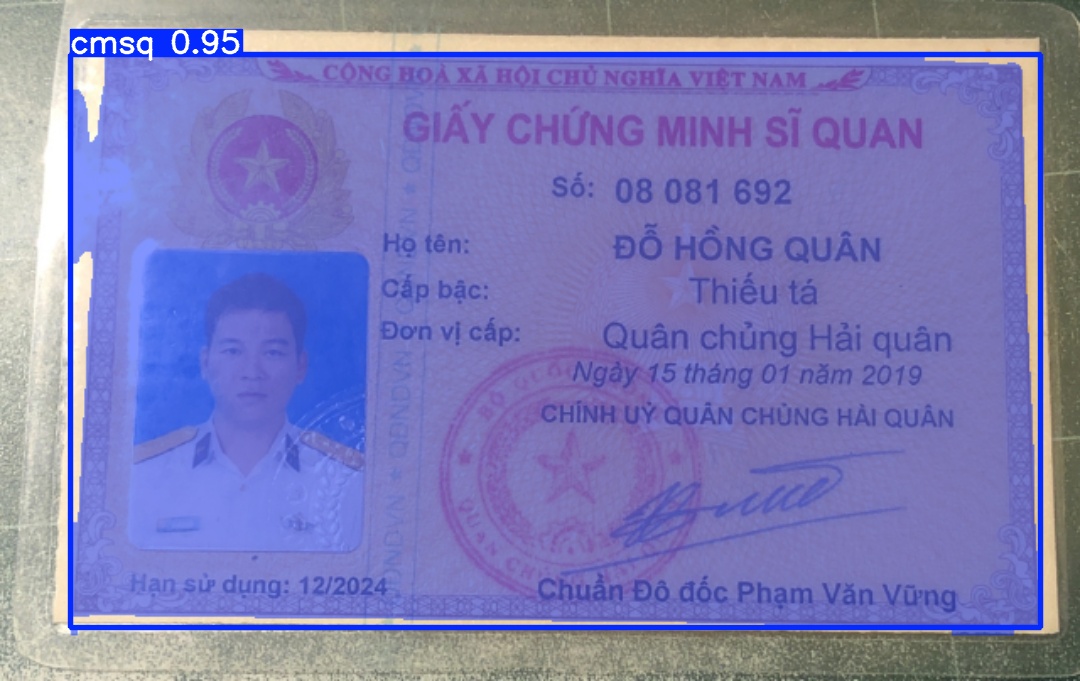 cmsq 0.95
CỘNG HOÀ XÃ HỘI CHỦ NGHĨA VIỆT NAM
GIẤY CHỨNG MINH SĨ QUAN
Số: 08 081 692
Họ tên: ĐỖ HỒNG QUÂN
Cấp bậc: Thiếu tá
Đơn vị cấp: Quân chủng Hải quân
Ngày 15 tháng 01 năm 2019
CHÍNH UỶ QUÂN CHỦNG HẢI QUÂN
Hạn sử dụng: 12/2024
Chuẩn Đô đốc Phạm Văn Vững